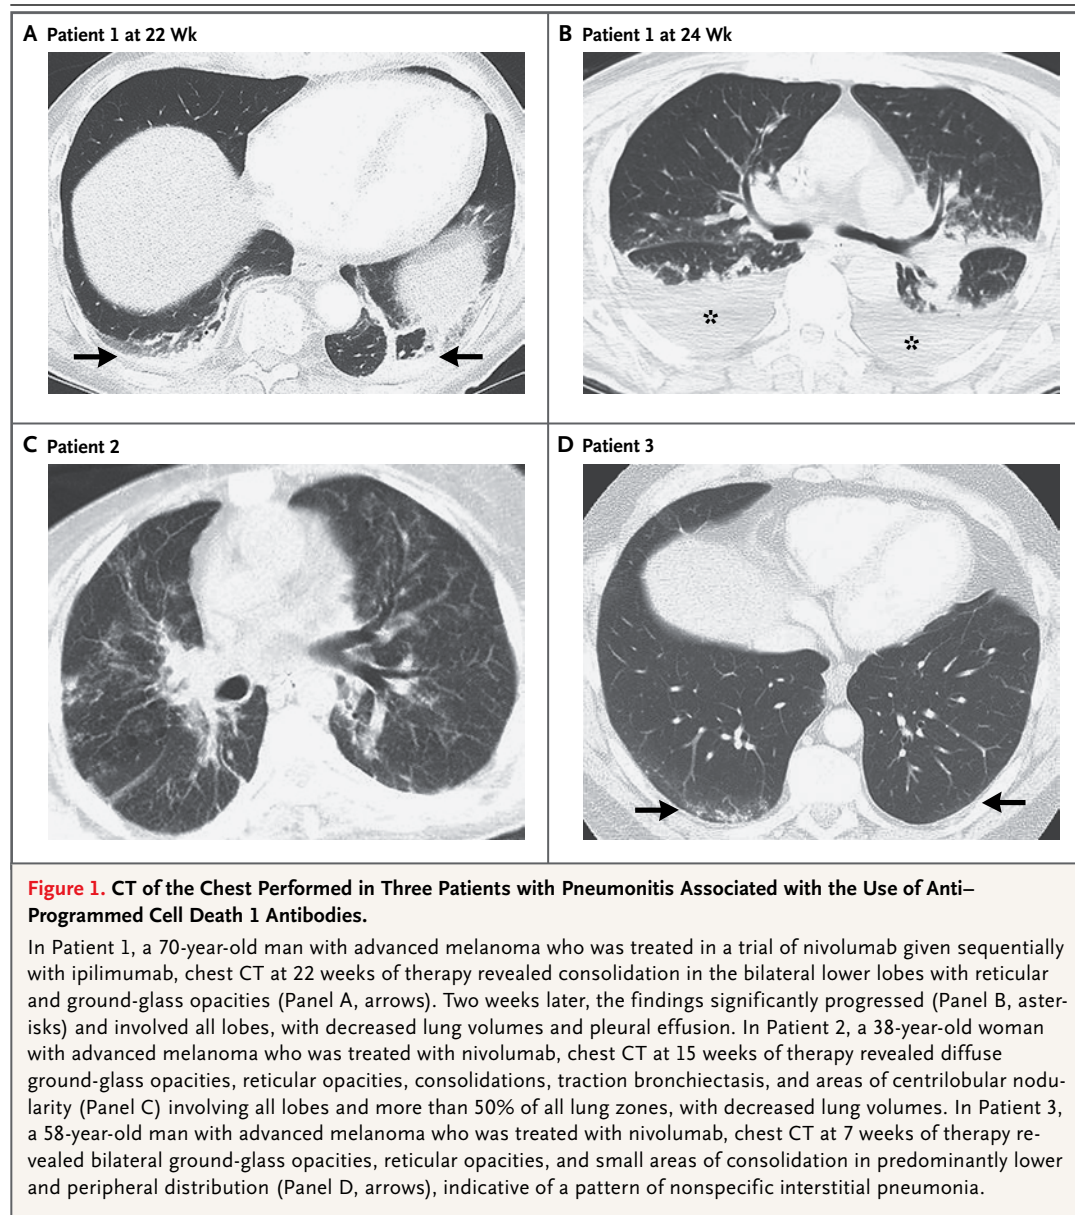 A Patient 1 at 22 Wk
B Patient 1 at 24 Wk
*
*
C Patient 2
D Patient 3
Figure 1. CT of the Chest Performed in Three Patients with Pneumonitis Associated with the Use of Anti–
Programmed Cell Death 1 Antibodies.
In Patient 1, a 70-year-old man with advanced melanoma who was treated in a trial of nivolumab given sequentially
with ipilimumab, chest CT at 22 weeks of therapy revealed consolidation in the bilateral lower lobes with reticular
and ground-glass opacities (Panel A, arrows). Two weeks later, the findings significantly progressed (Panel B, aster-
isks) and involved all lobes, with decreased lung volumes and pleural effusion. In Patient 2, a 38-year-old woman
with advanced melanoma who was treated with nivolumab, chest CT at 15 weeks of therapy revealed diffuse
ground-glass opacities, reticular opacities, consolidations, traction bronchiectasis, and areas of centrilobular nodu-
larity (Panel C) involving all lobes and more than 50% of all lung zones, with decreased lung volumes. In Patient 3,
a 58-year-old man with advanced melanoma who was treated with nivolumab, chest CT at 7 weeks of therapy re-
vealed bilateral ground-glass opacities, reticular opacities, and small areas of consolidation in predominantly lower
and peripheral distribution (Panel D, arrows), indicative of a pattern of nonspecific interstitial pneumonia.